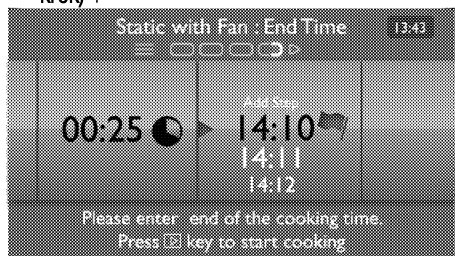 Static with Fan : End Time
13:43
Add Step
00:25
14:10
14:11
14:12
Please enter end of the cooking time.
Press key to start cooking